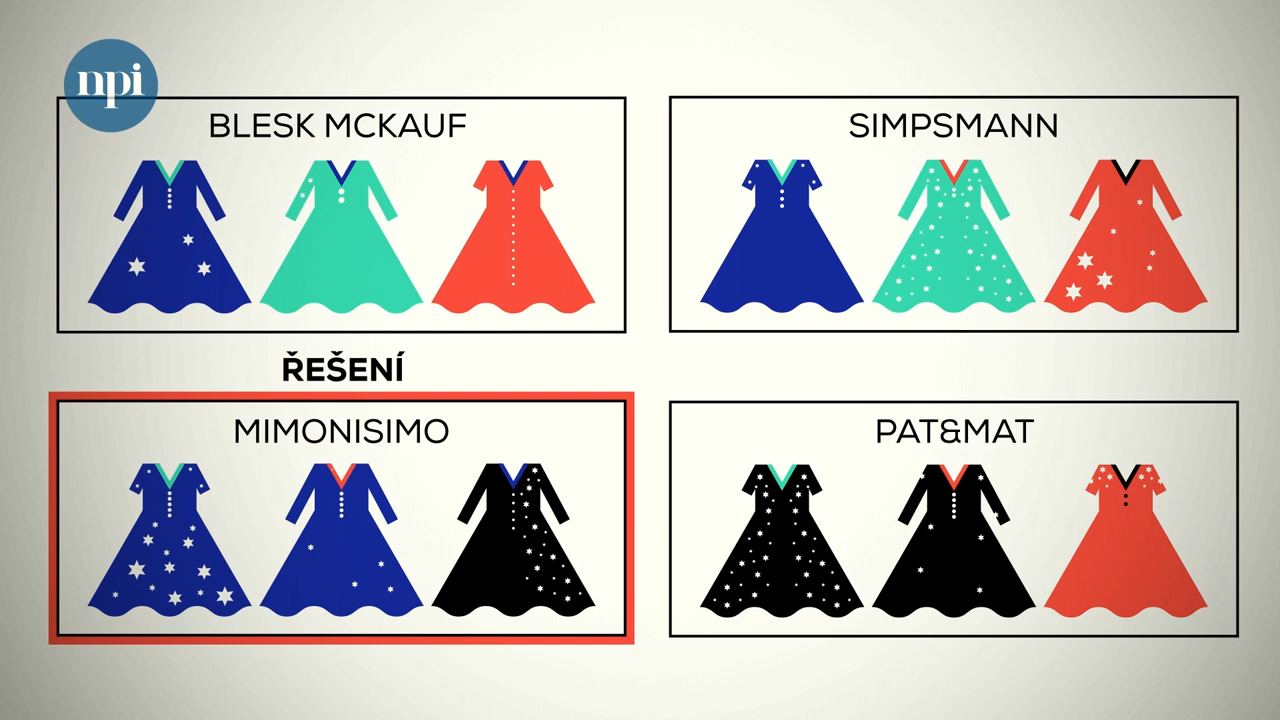 npi
BLESK MCKAUF
SIMPSMANN
ŘEŠENÍ
MIMONISIMO
PAT&MAT